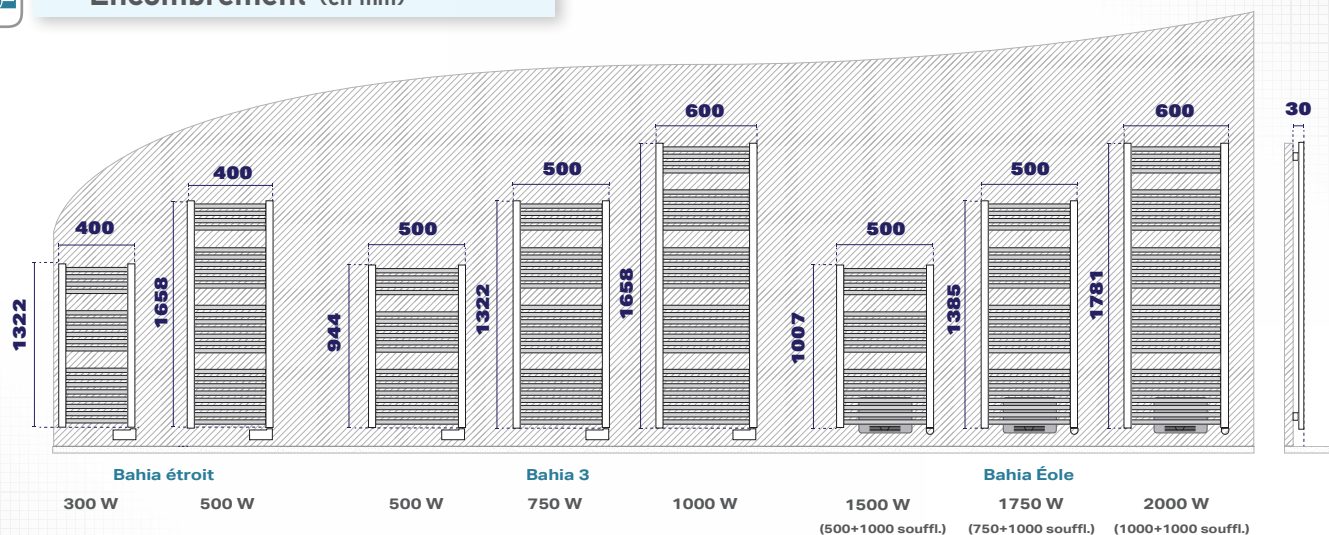 Encombrement (en mm)
600
600
30
400
500
500
400
500
500
1322
1658
944
1322
1658
1007
1385
1781
Bahia étroit
Bahia 3
Bahia Éole
300 W
500 W
500 W
750 W
1000 W
1500 W
1750 W
2000 W
(500+1000 souffl.)
(750+1000 souffl.)
(1000+1000 souffl.)